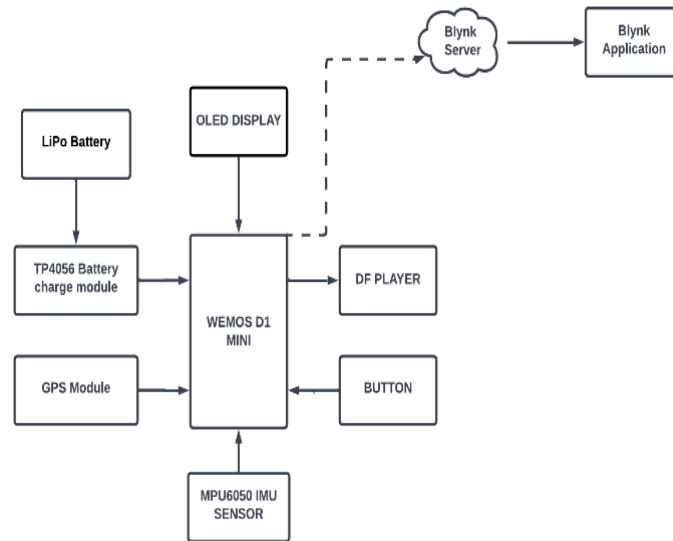 Blynk
Server
Blynk
Application
OLED DISPLAY
LiPo Battery
TP4056 Battery
charge module
DF PLAYER
WEMOS D1
MINI
GPS Module
BUTTON
MPU6050 IMU
SENSOR